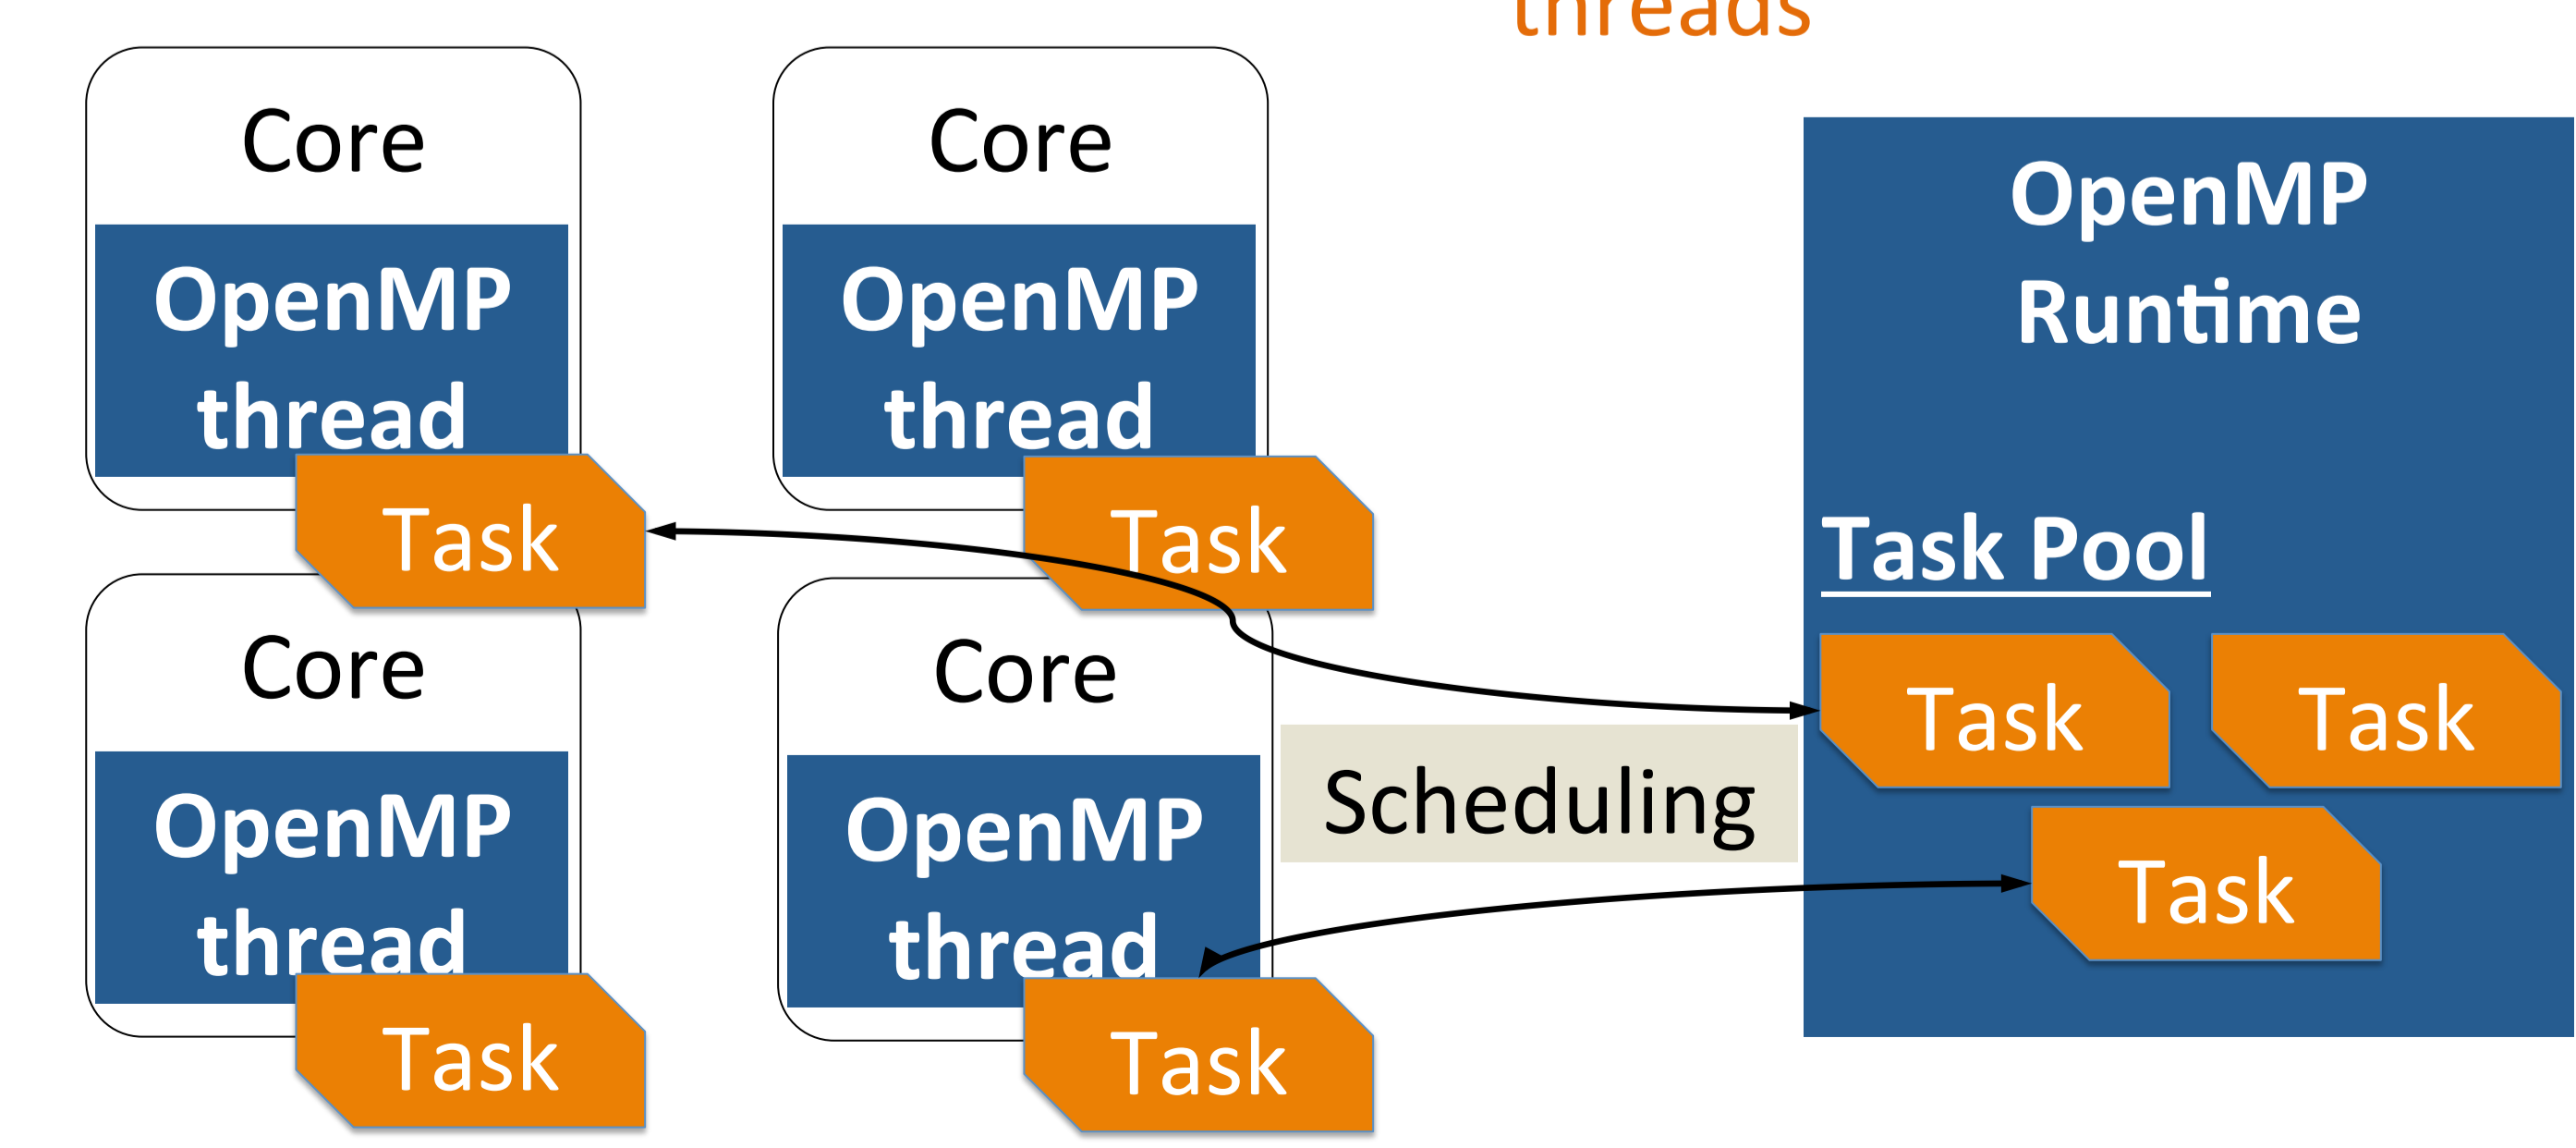 threads
Core
OpenMP
thread
Task
Core
OpenMP
thread
Task
Core
OpenMP
thread
Task
Core
OpenMP
thread
Task
Scheduling
OpenMP
Runtime
Task Pool
Task
Task
Task